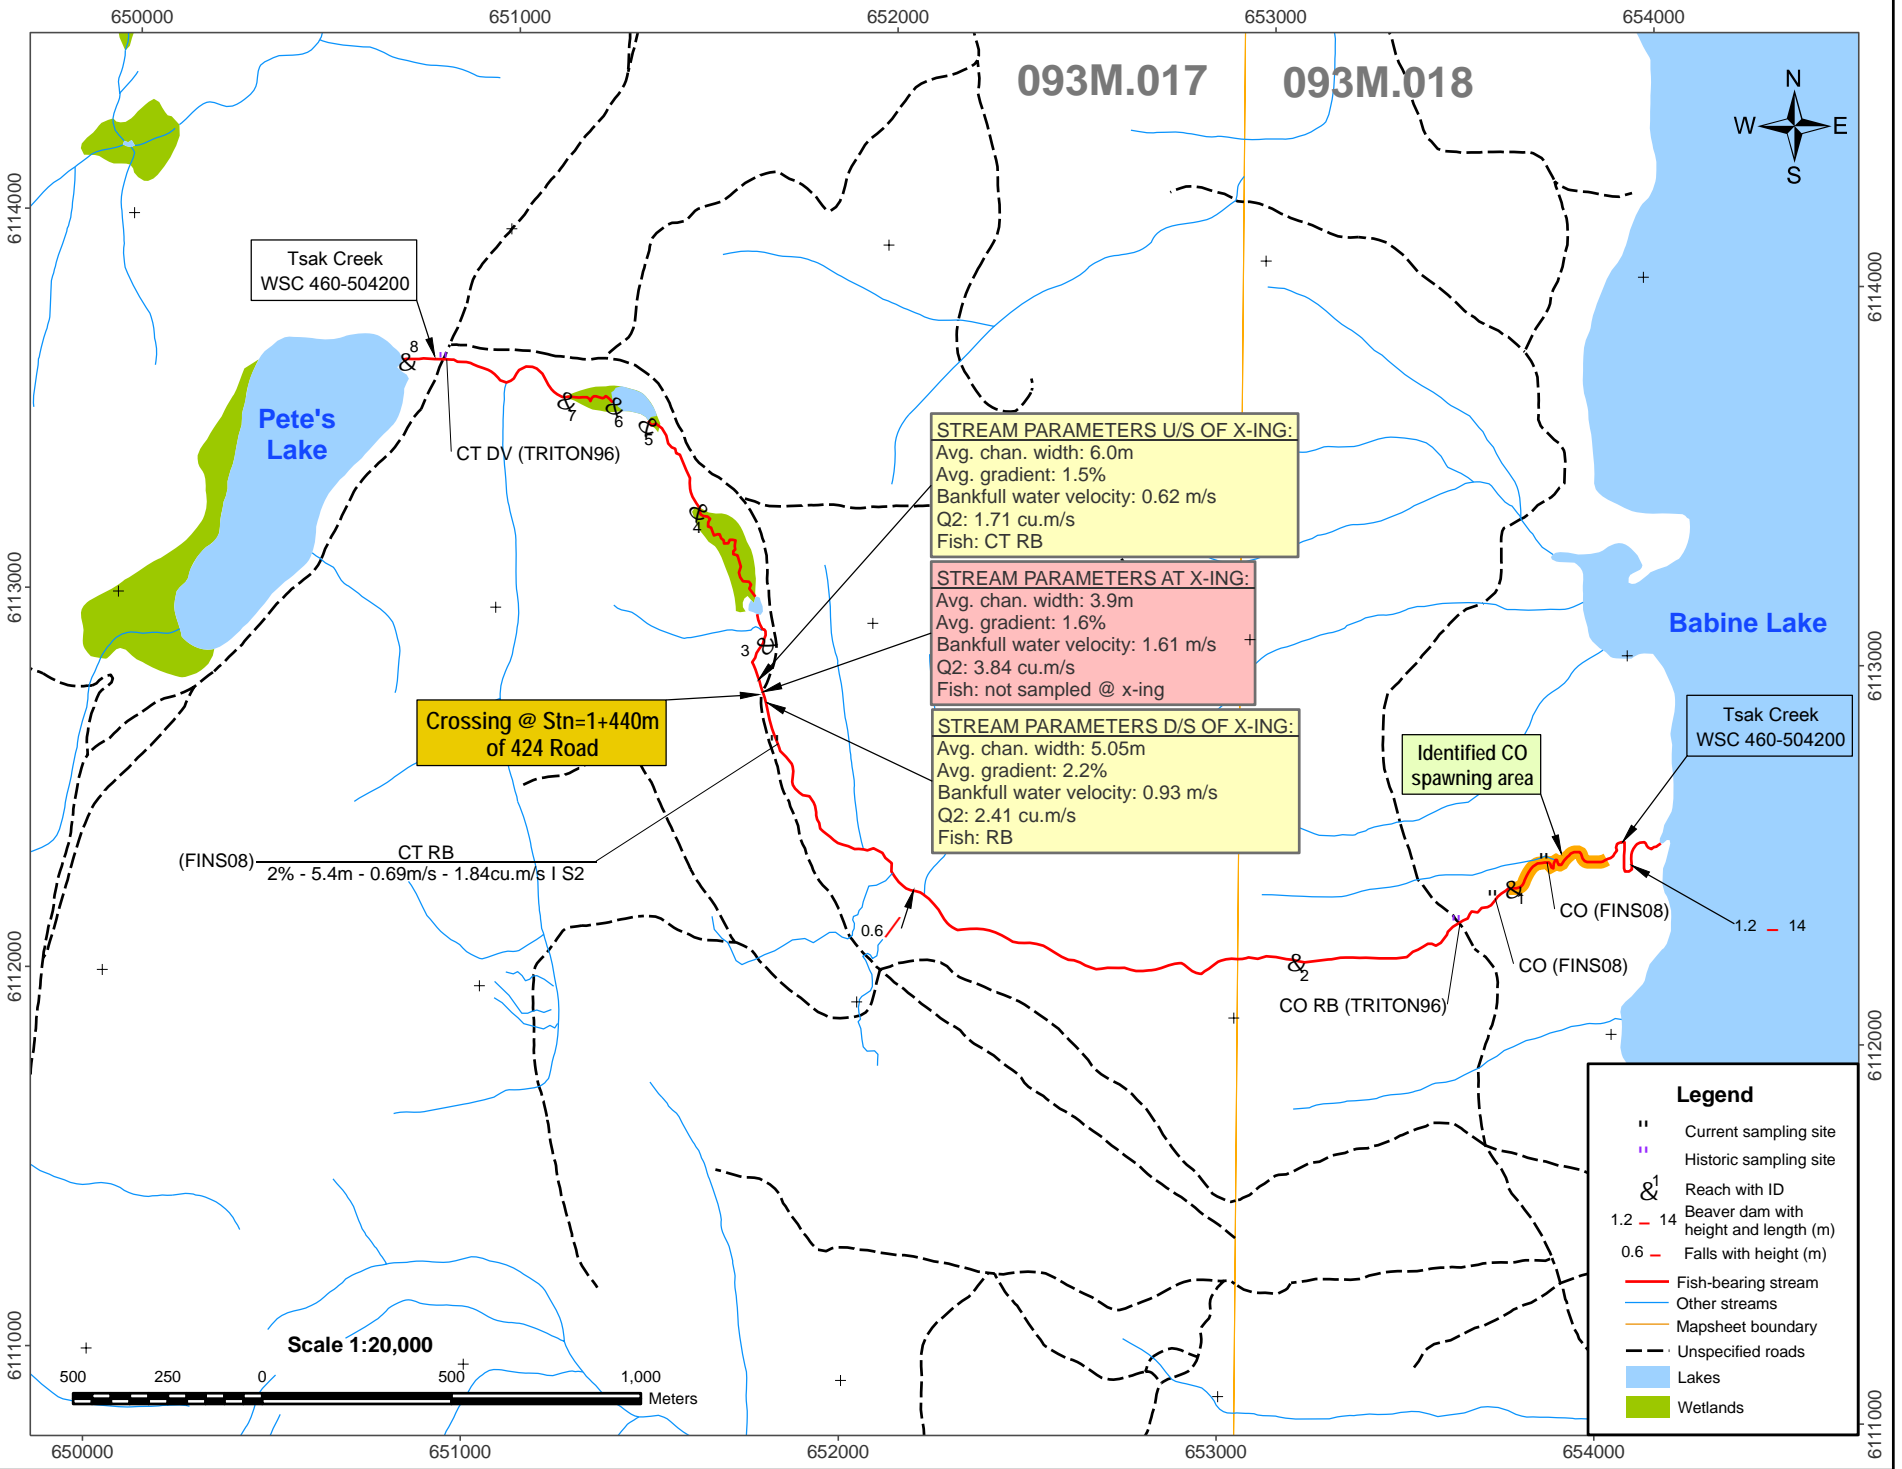 650000
651000
652000
653000
654000
093M.017
093M.018
N
W
E
S
6114000
6114000
Tsak Creek
WSC 460-504200
8
&
Pete's
Lake
CT DV (TRITON96)
&
7
&
6
&
5
&
4
STREAM PARAMETERS U/S OF X-ING:
Avg. chan. width: 6.0m
Avg. gradient: 1.5%
Bankfull water velocity: 0.62 m/s
Q2: 1.71 cu.m/s
Fish: CT RB
STREAM PARAMETERS AT X-ING:
Avg. chan. width: 3.9m
Avg. gradient: 1.6%
Bankfull water velocity: 1.61 m/s
Q2: 3.84 cu.m/s
Fish: not sampled @ x-ing
STREAM PARAMETERS D/S OF X-ING:
Avg. chan. width: 5.05m
Avg. gradient: 2.2%
Bankfull water velocity: 0.93 m/s
Q2: 2.41 cu.m/s
Fish: RB
6113000
6113000
Babine Lake
3
&
Crossing @ Stn=1+440m
of 424 Road
Tsak Creek
WSC 460-504200
Identified CO
spawning area
(FINS08)
CT RB
2% - 5.4m - 0.69m/s - 1.84cu.m/s I S2
0.6
&
1
CO (FINS08)
1.2 – 14
CO (FINS08)
&
2
CO RB (TRITON96)
6112000
6112000
Legend
" Current sampling site
" Historic sampling site
&1 Reach with ID
1.2 – 14 Beaver dam with
height and length (m)
0.6 – Falls with height (m)
Fish-bearing stream
Other streams
Mapsheet boundary
Unspecified roads
Lakes
Wetlands
6111000
6111000
Scale 1:20,000
500 250 0 500 1,000
Meters
650000
651000
652000
653000
654000